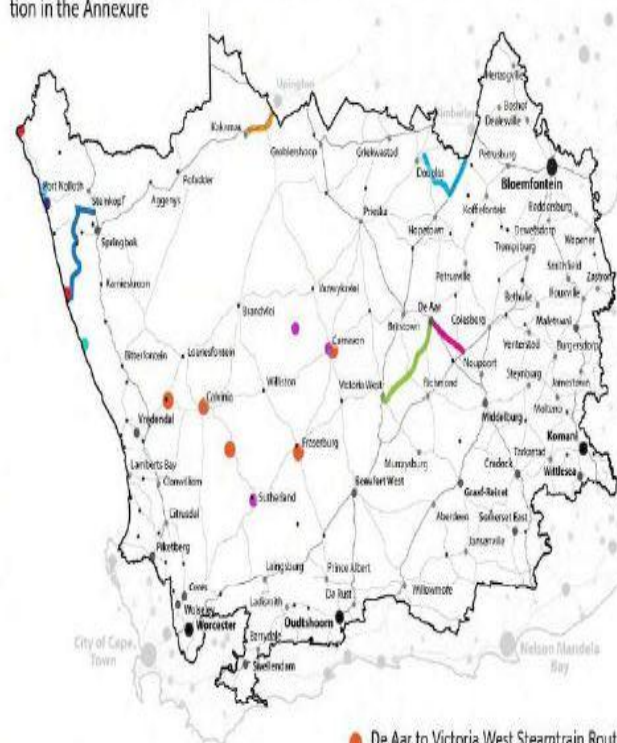 tion in the Annexure
Upington
Hertzogville
Boshof
Dealesville
Kimberley
Kakamas
Groblershoop
Griekwastad
Petrusburg
Douglas
Bloemfontein
Port Nolloth
Steinkopf
Pofadder
Aggeneys
Reddersburg
Koffiefontein
Prieska
Dewetsdorp
Hopetown
Wepener
Springbok
Trompsburg
Smithfield
Petrusville
Zastron
Kamieskroon
Vanwyksvlei
Bethulie
Rouxville
De Aar
Brandvlei
Colesberg
Britstown
Maletswai
Carnarvon
Venterstad
Burgersdorp
Bitterfontein
Loeriesfontein
Noupoort
Steynsburg
Williston
Victoria West
Richmond
Jamestown
Calvinia
Middelburg
Molteno
Vredendal
Fraserburg
Komani
Tarkastad
Lamberts Bay
Murraysburg
Cradock
Wittlesea
Clanwilliam
Beaufort West
Graaf-Reinet
Sutherland
Aberdeen
Somerset East
Citrusdal
Jansenville
Piketberg
Laingsburg
Prince Albert
Ceres
Willowmore
Ladismith
De Rust
Wolseley
Worcester
Oudtshoorn
City of Cape
Town
Barrydale
Nelson Mandela
Bay
Swellendam
De Aar to Victoria West Steamtrain Rout